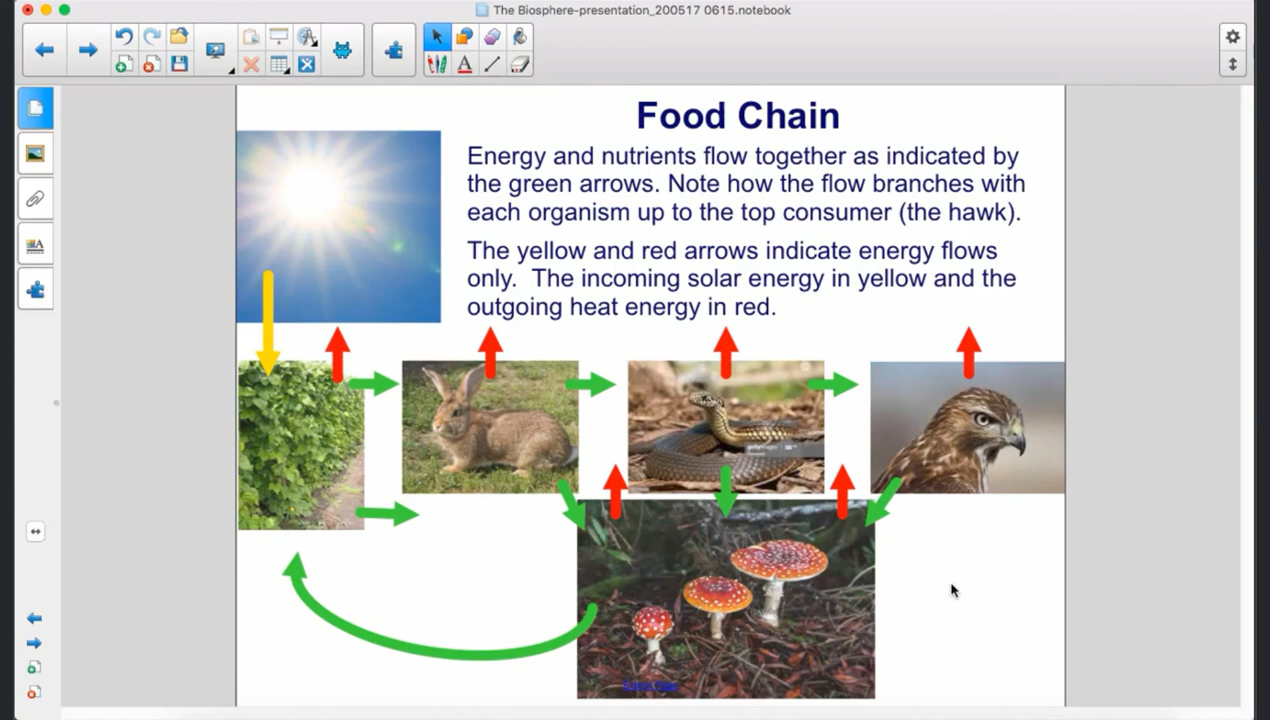 The Biosphere-presentation_200517 0615.notebook
Food Chain
Energy and nutrients flow together as indicated by
the green arrows. Note how the flow branches with
each organism up to the top consumer (the hawk).
The yellow and red arrows indicate energy flows
only. The incoming solar energy in yellow and the
outgoing heat energy in red.